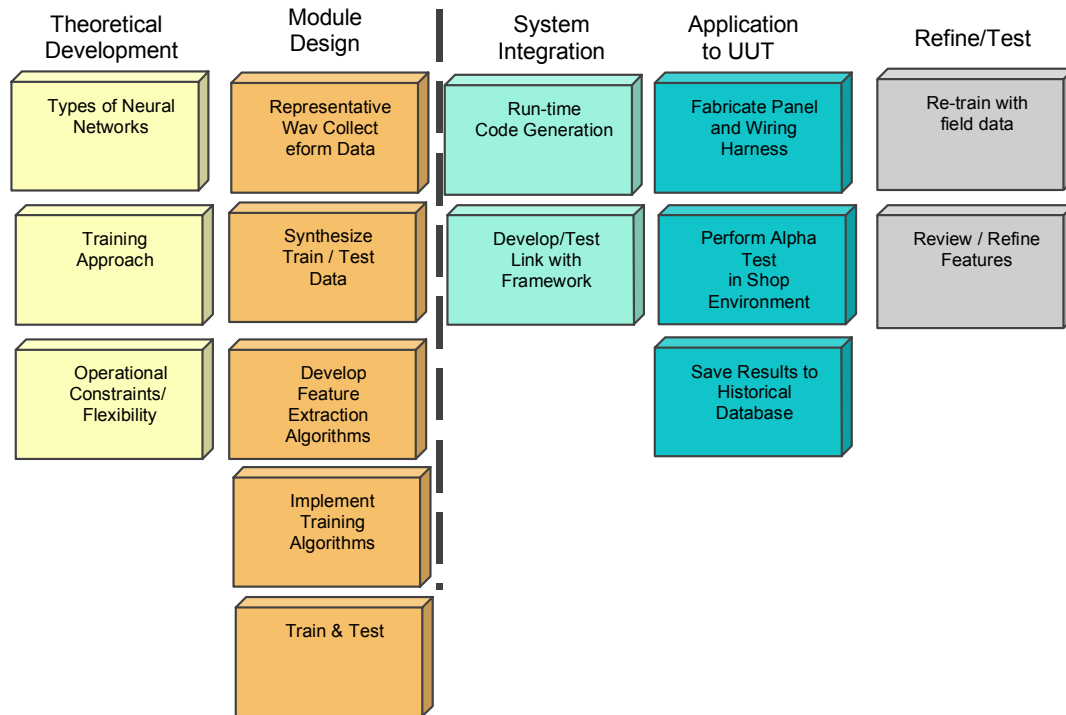 Theoretical
Development
Module
Design
System
Integration
Application
to UUT
Refine/Test
Types of Neural
Networks
Training
Approach
Operational
Constraints/
Flexibility
Representative
Wav Collect
eform Data
Synthesize
Train / Test
Data
Develop
Feature
Extraction
Algorithms
Implement
Training
Algorithms
Train & Test
Run-time
Code Generation
Develop/Test
Link with
Framework
Fabricate Panel
and Wiring
Harness
Perform Alpha
Test
in Shop
Environment
Save Results to
Historical
Database
Re-train with
field data
Review / Refine
Features